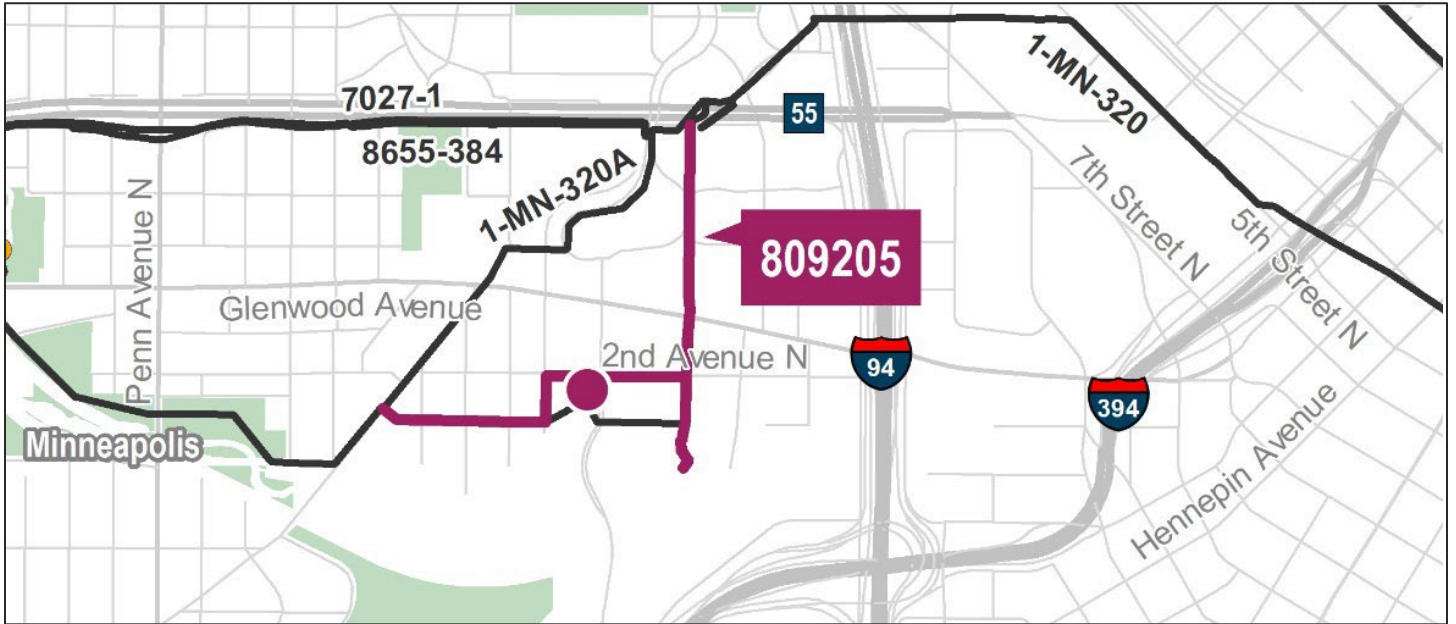 1-MN-320
7027-1
55
8655-384
1-MN-320A
7th Street N
5th Street N
Penn Avenue N
809205
Glenwood Avenue
2nd Avenue N
94
394
Hennepin Avenue
Minneapolis